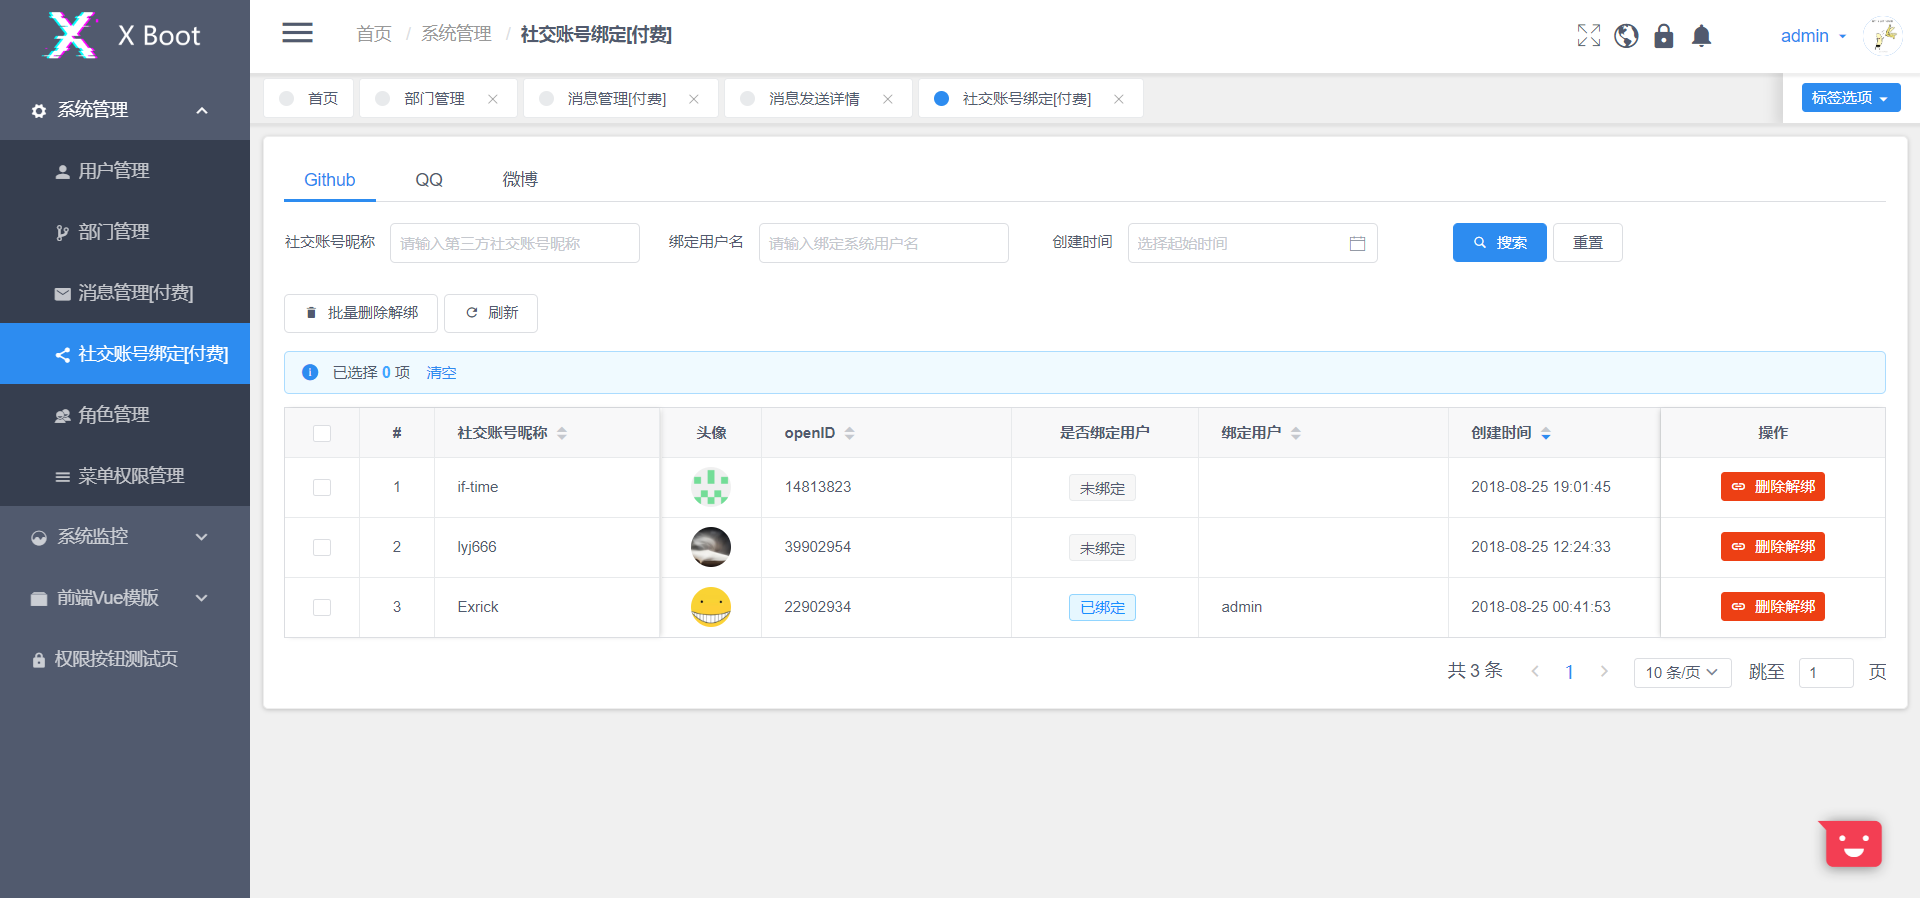 X Boot
首页 / 系统管理 / 社交账号绑定[付费]
admin
首页
部门管理
消息管理[付费]
消息发送详情
社交账号绑定[付费]
标签选项
系统管理
用户管理
部门管理
消息管理[付费]
社交账号绑定[付费]
角色管理
菜单权限管理
系统监控
前端Vue模版
权限按钮测试页
Github QQ 微博
社交账号昵称 请输入第三方社交账号昵称 绑定用户名 请输入绑定系统用户名 创建时间 选择起始时间 搜索 重置
批量删除解绑 刷新
已选择 0 项 清空
# 社交账号昵称 头像 openID 是否绑定用户 绑定用户 创建时间 操作
1 if-time 14813823 未绑定 2018-08-25 19:01:45 删除解绑
2 lyj666 39902954 未绑定 2018-08-25 12:24:33 删除解绑
3 Exrick 22902934 已绑定 admin 2018-08-25 00:41:53 删除解绑
共 3 条 1 10 条/页 跳至 1 页